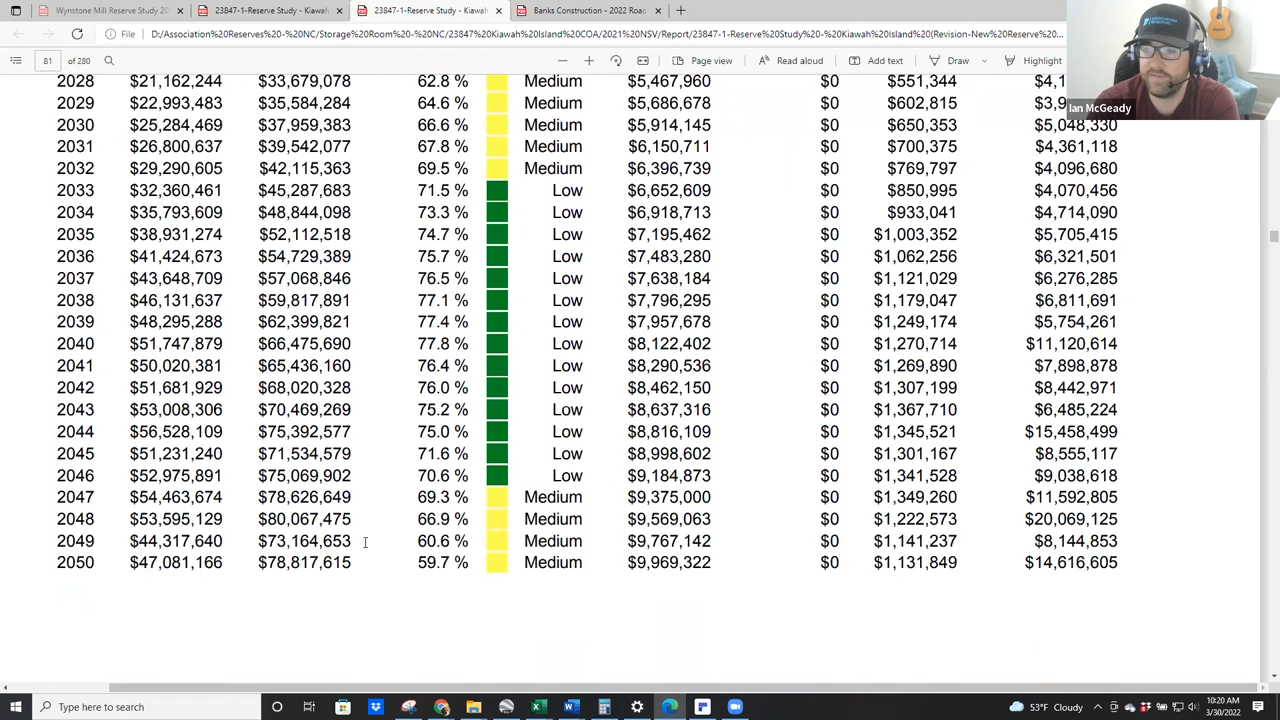 Wynstone Mill Reserve Study 20
23847-1-Reserve Study - Kiawah
23847-1-Reserve Study - Kiawah
Banks Construction - 2022 Road
File D:/Association%20Reserves%20-%20NC/Storage%20Room%20-%20NC/23847%20Kiawah%20Island%20COA/2021%20NSV/Report/23847-1-Reserve%20Study%20-%20Kiawah%20Island%20(Revision-New%20Reserve%20...
81 of 280 Page view Read aloud Add text Draw Highlight
Ian McGeady
2028 $21,162,244 $33,679,078 62.8 % Medium $5,467,960 $0 $551,344 $4,1
2029 $22,993,483 $35,584,284 64.6 % Medium $5,686,678 $0 $602,815 $3,9
2030 $25,284,469 $37,959,383 66.6 % Medium $5,914,145 $0 $650,353 $5,048,330
2031 $26,800,637 $39,542,077 67.8 % Medium $6,150,711 $0 $700,375 $4,361,118
2032 $29,290,605 $42,115,363 69.5 % Medium $6,396,739 $0 $769,797 $4,096,680
2033 $32,360,461 $45,287,683 71.5 % Low $6,652,609 $0 $850,995 $4,070,456
2034 $35,793,609 $48,844,098 73.3 % Low $6,918,713 $0 $933,041 $4,714,090
2035 $38,931,274 $52,112,518 74.7 % Low $7,195,462 $0 $1,003,352 $5,705,415
2036 $41,424,673 $54,729,389 75.7 % Low $7,483,280 $0 $1,062,256 $6,321,501
2037 $43,648,709 $57,068,846 76.5 % Low $7,638,184 $0 $1,121,029 $6,276,285
2038 $46,131,637 $59,817,891 77.1 % Low $7,796,295 $0 $1,179,047 $6,811,691
2039 $48,295,288 $62,399,821 77.4 % Low $7,957,678 $0 $1,249,174 $5,754,261
2040 $51,747,879 $66,475,690 77.8 % Low $8,122,402 $0 $1,270,714 $11,120,614
2041 $50,020,381 $65,436,160 76.4 % Low $8,290,536 $0 $1,269,890 $7,898,878
2042 $51,681,929 $68,020,328 76.0 % Low $8,462,150 $0 $1,307,199 $8,442,971
2043 $53,008,306 $70,469,269 75.2 % Low $8,637,316 $0 $1,367,710 $6,485,224
2044 $56,528,109 $75,392,577 75.0 % Low $8,816,109 $0 $1,345,521 $15,458,499
2045 $51,231,240 $71,534,579 71.6 % Low $8,998,602 $0 $1,301,167 $8,555,117
2046 $52,975,891 $75,069,902 70.6 % Low $9,184,873 $0 $1,341,528 $9,038,618
2047 $54,463,674 $78,626,649 69.3 % Medium $9,375,000 $0 $1,349,260 $11,592,805
2048 $53,595,129 $80,067,475 66.9 % Medium $9,569,063 $0 $1,222,573 $20,069,125
2049 $44,317,640 $73,164,653 60.6 % Medium $9,767,142 $0 $1,141,237 $8,144,853
2050 $47,081,166 $78,817,615 59.7 % Medium $9,969,322 $0 $1,131,849 $14,616,605
Type here to search
53°F Cloudy
10:20 AM
3/30/2022